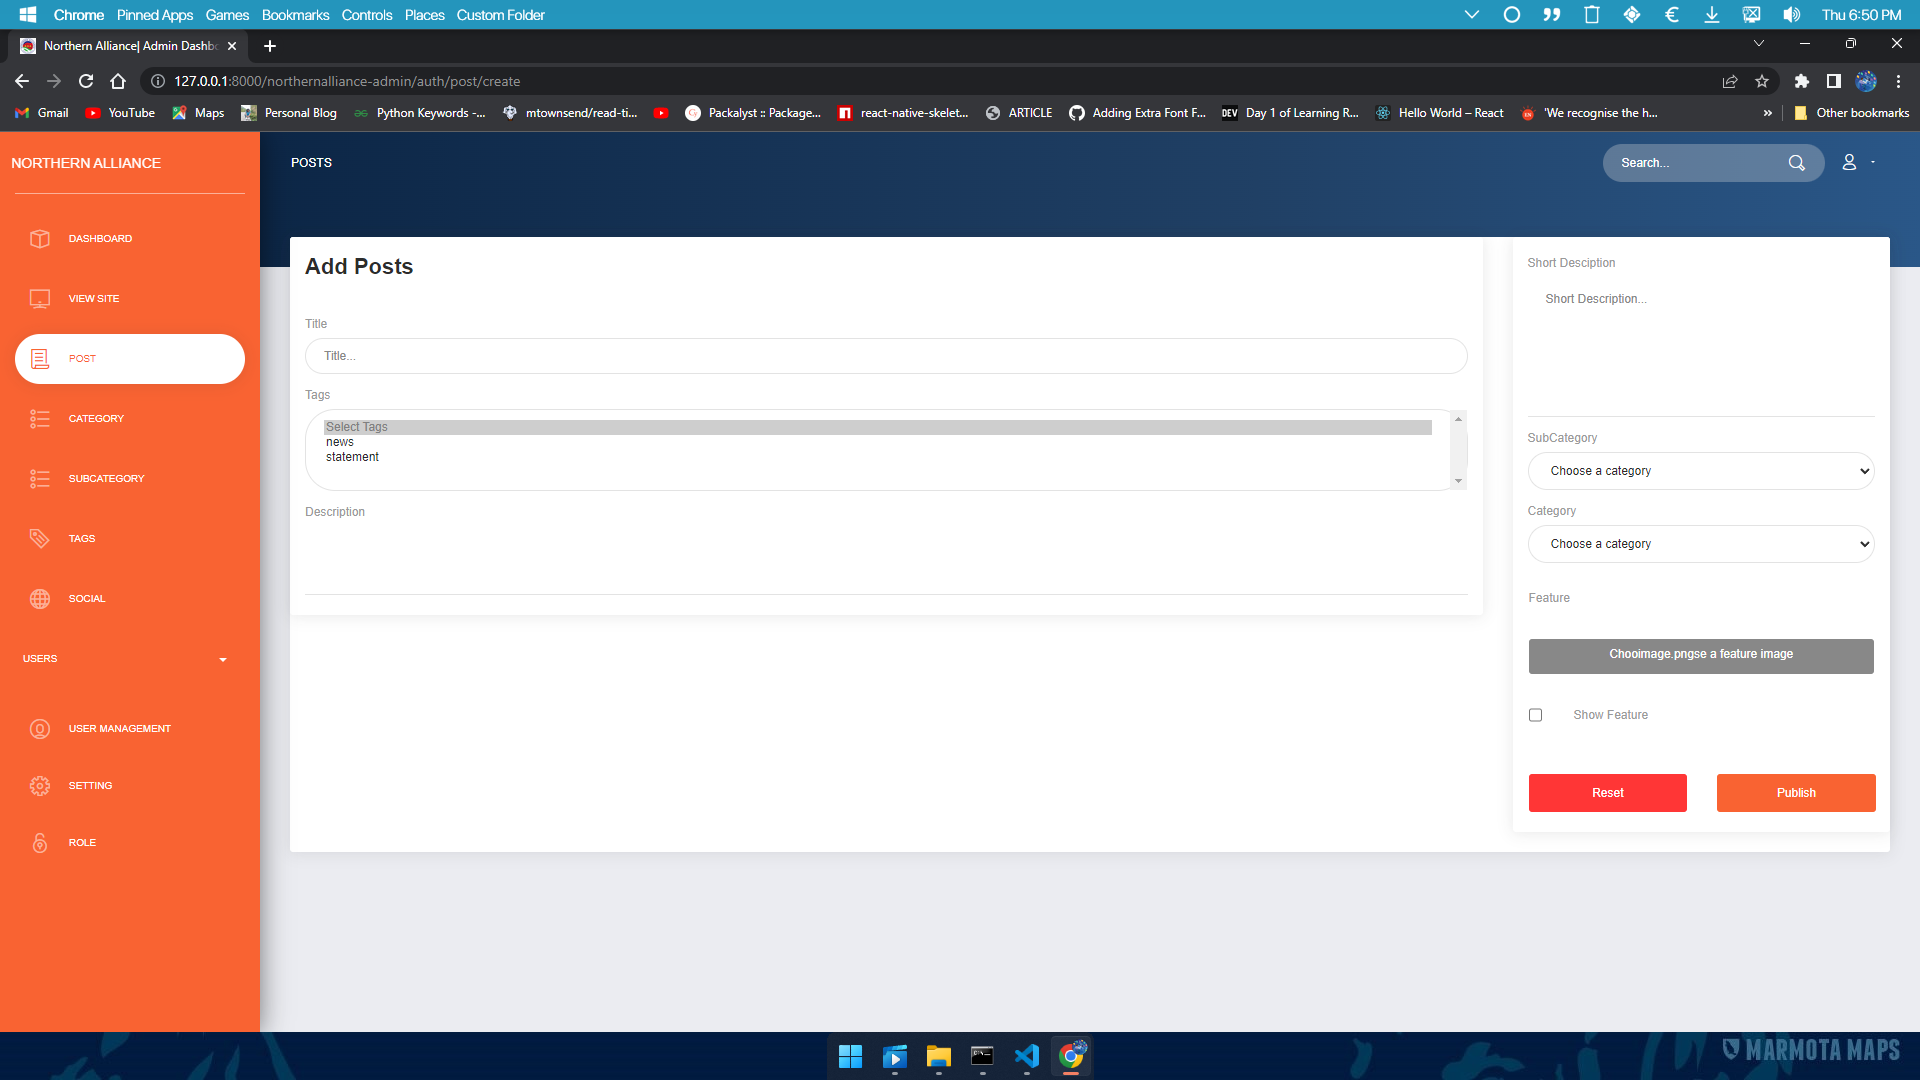 Chrome Pinned Apps Games Bookmarks Controls Places Custom Folder Thu 6:50 PM
Northern Alliance| Admin Dashbo
127.0.0.1:8000/northernalliance-admin/auth/post/create
Gmail YouTube Maps Personal Blog Python Keywords -... mtownsend/read-ti... Packalyst :: Package... react-native-skelet... ARTICLE Adding Extra Font F... DEV Day 1 of Learning R... Hello World – React 'We recognise the h... » Other bookmarks
NORTHERN ALLIANCE
DASHBOARD
VIEW SITE
POST
CATEGORY
SUBCATEGORY
TAGS
SOCIAL
USERS
USER MANAGEMENT
SETTING
ROLE
POSTS
Search...
Add Posts
Title
Title...
Tags
Select Tags
news
statement
Description
Short Desciption
Short Description...
SubCategory
Choose a category
Category
Choose a category
Feature
Chooimage.pngse a feature image
Show Feature
Reset Publish
MARMOTA MAPS